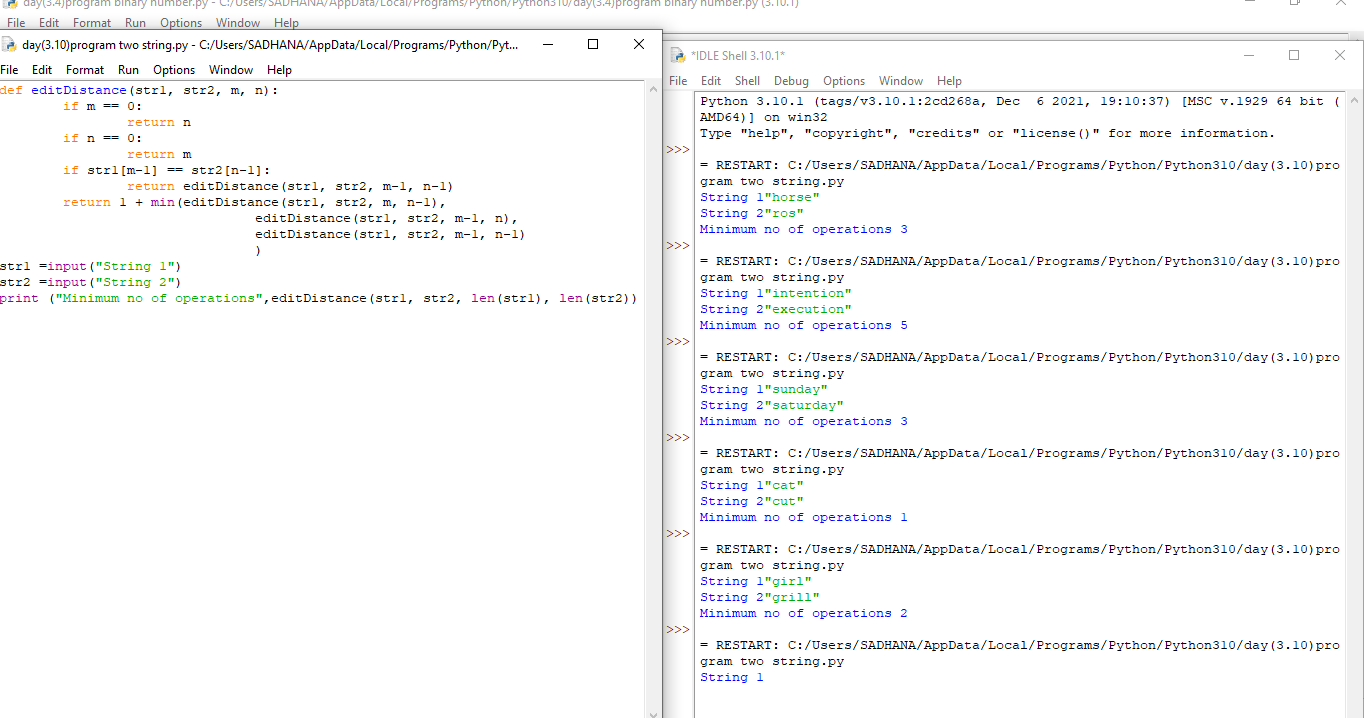 day(3.4)program binary number.py - C:/Users/SADHANA/AppData/Local/Programs/Python/Python310/day(3.4)program binary number.py (3.10.1)
File Edit Format Run Options Window Help
day(3.10)program two string.py - C:/Users/SADHANA/AppData/Local/Programs/Python/Pyt...
File Edit Format Run Options Window Help
def editDistance(str1, str2, m, n):
        if m == 0:
                return n
        if n == 0:
                return m
        if str1[m-1] == str2[n-1]:
                return editDistance(str1, str2, m-1, n-1)
        return 1 + min(editDistance(str1, str2, m, n-1),
                                editDistance(str1, str2, m-1, n),
                                editDistance(str1, str2, m-1, n-1)
                                )
str1 =input("String 1")
str2 =input("String 2")
print ("Minimum no of operations",editDistance(str1, str2, len(str1), len(str2))
*IDLE Shell 3.10.1*
File Edit Shell Debug Options Window Help
Python 3.10.1 (tags/v3.10.1:2cd268a, Dec  6 2021, 19:10:37) [MSC v.1929 64 bit (
AMD64)] on win32
Type "help", "copyright", "credits" or "license()" for more information.
>>>
= RESTART: C:/Users/SADHANA/AppData/Local/Programs/Python/Python310/day(3.10)pro
gram two string.py
String 1"horse"
String 2"ros"
Minimum no of operations 3
>>>
= RESTART: C:/Users/SADHANA/AppData/Local/Programs/Python/Python310/day(3.10)pro
gram two string.py
String 1"intention"
String 2"execution"
Minimum no of operations 5
>>>
= RESTART: C:/Users/SADHANA/AppData/Local/Programs/Python/Python310/day(3.10)pro
gram two string.py
String 1"sunday"
String 2"saturday"
Minimum no of operations 3
>>>
= RESTART: C:/Users/SADHANA/AppData/Local/Programs/Python/Python310/day(3.10)pro
gram two string.py
String 1"cat"
String 2"cut"
Minimum no of operations 1
>>>
= RESTART: C:/Users/SADHANA/AppData/Local/Programs/Python/Python310/day(3.10)pro
gram two string.py
String 1"girl"
String 2"grill"
Minimum no of operations 2
>>>
= RESTART: C:/Users/SADHANA/AppData/Local/Programs/Python/Python310/day(3.10)pro
gram two string.py
String 1